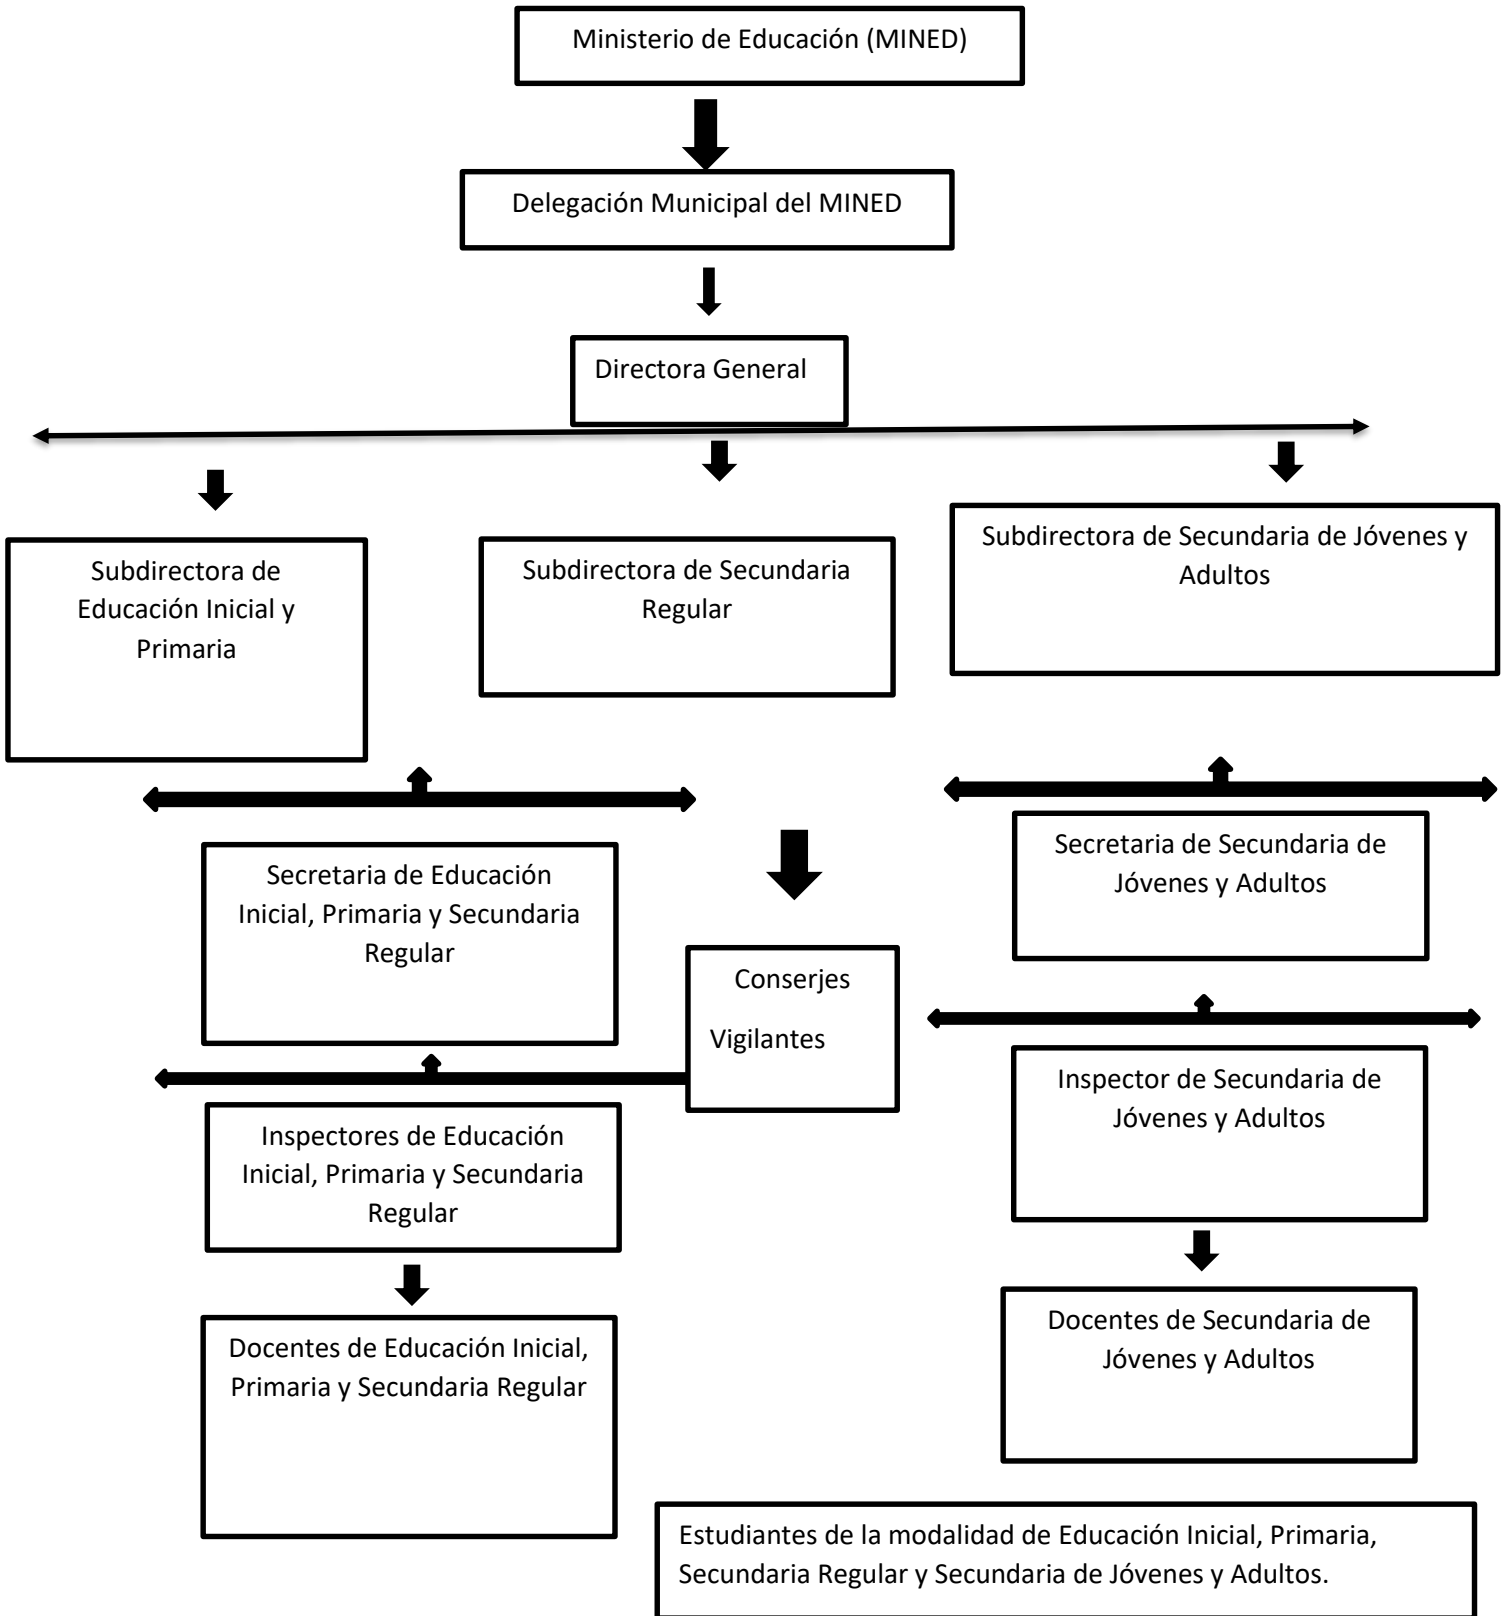 Ministerio de Educación (MINED)
Delegación Municipal del MINED
Directora General
Subdirectora de
Educación Inicial y
Primaria
Subdirectora de Secundaria
Regular
Subdirectora de Secundaria de Jóvenes y
Adultos
Secretaria de Educación
Inicial, Primaria y Secundaria
Regular
Conserjes
Vigilantes
Secretaria de Secundaria de
Jóvenes y Adultos
Inspectores de Educación
Inicial, Primaria y Secundaria
Regular
Inspector de Secundaria de
Jóvenes y Adultos
Docentes de Educación Inicial,
Primaria y Secundaria Regular
Docentes de Secundaria de
Jóvenes y Adultos
Estudiantes de la modalidad de Educación Inicial, Primaria,
Secundaria Regular y Secundaria de Jóvenes y Adultos.